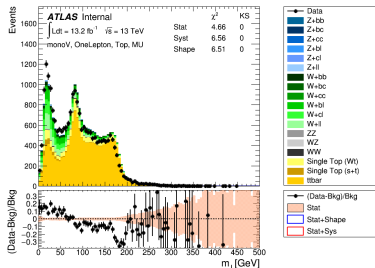 Events
1600
1400
1200
1000
800
600
400
200
0
ATLAS Internal
∫Ldt = 13.2 fb⁻¹ √s = 13 TeV
monoV, OneLepton, Top, MU
χ² KS
Stat 4.66 0
Syst 6.56 0
Shape 6.51 0
(Data-Bkg)/Bkg
0.3
0.2
0.1
0
-0.1
-0.2
-0.3
0 50 100 150 200 250 300 350 400 450 500
[GeV]
Data
Z+bb
Z+bc
Z+cc
Z+bl
Z+cl
Z+ll
W+bb
W+bc
W+cc
W+bl
W+cl
W+ll
ZZ
WZ
WW
Single Top (Wt)
Single Top (s+t)
ttbar
(Data-Bkg)/Bkg
Stat
Stat+Shape
Stat+Sys